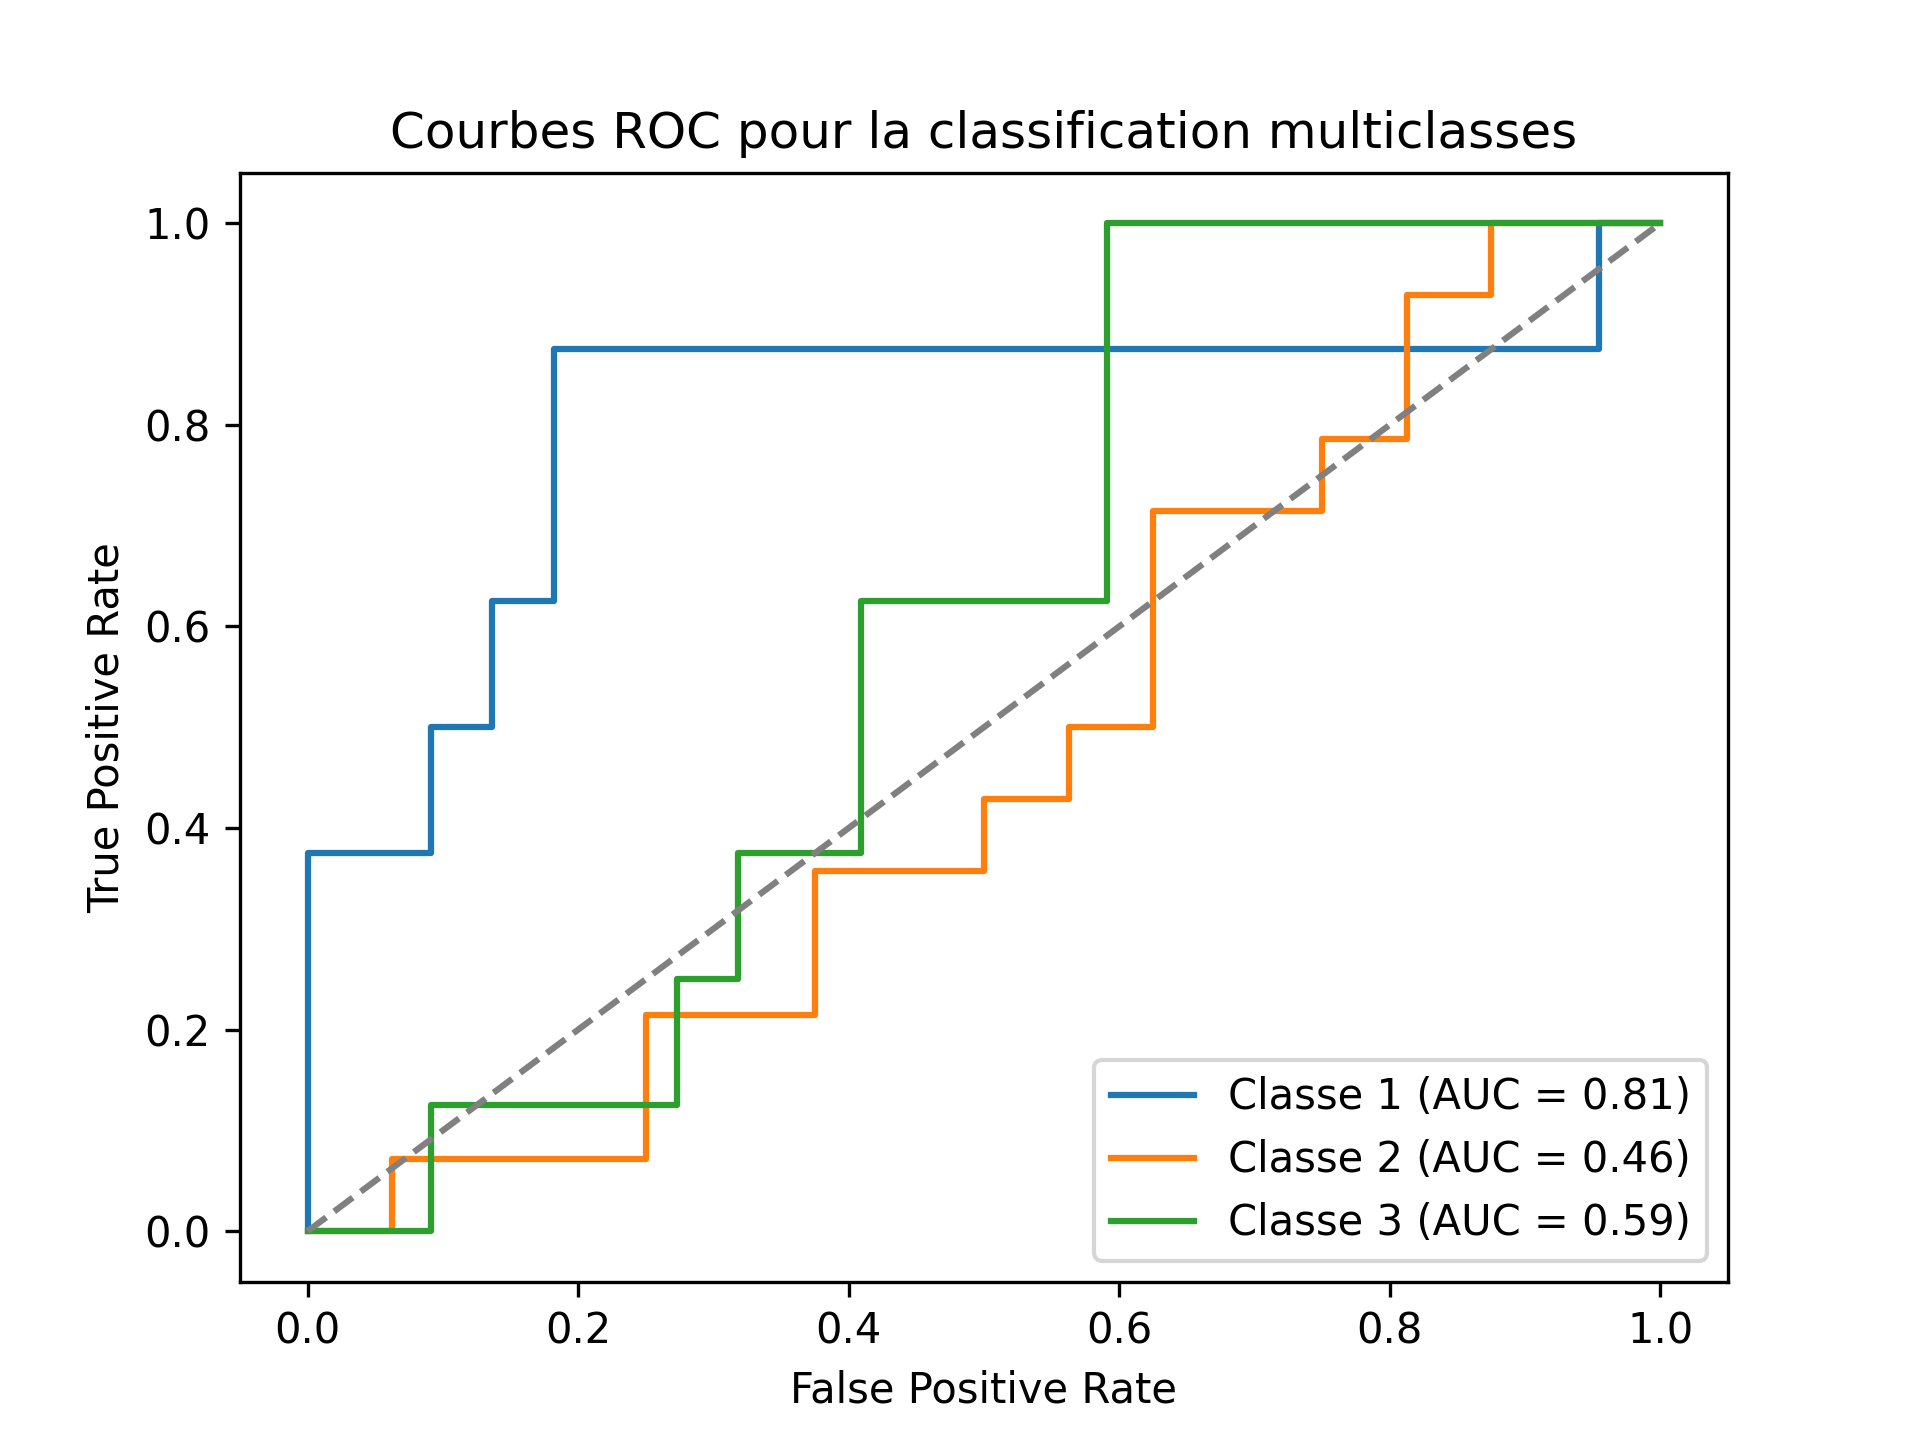 Courbes ROC pour la classification multiclasses
1.0
0.8
0.6
0.4
0.2
0.0
True Positive Rate
0.0 0.2 0.4 0.6 0.8 1.0
False Positive Rate
Classe 1 (AUC = 0.81)
Classe 2 (AUC = 0.46)
Classe 3 (AUC = 0.59)